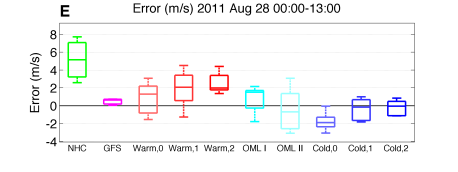 E
Error (m/s) 2011 Aug 28 00:00-13:00
Error (m/s)
8
6
4
2
0
-2
-4
NHC GFS Warm,0 Warm,1 Warm,2 OML I OML II Cold,0 Cold,1 Cold,2